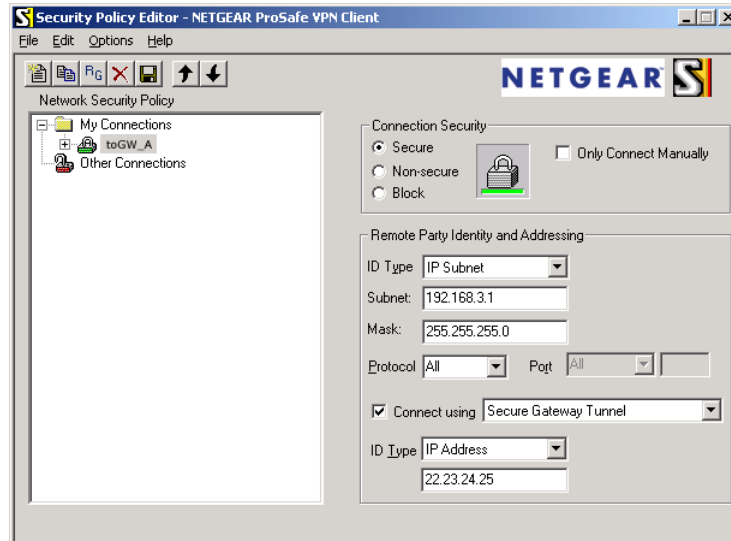 Security Policy Editor - NETGEAR ProSafe VPN Client
File Edit Options Help
RG
NETGEAR
Network Security Policy
My Connections
toGW_A
Other Connections
Connection Security
Secure
Non-secure
Block
Only Connect Manually
Remote Party Identity and Addressing
ID Type IP Subnet
Subnet: 192.168.3.1
Mask: 255.255.255.0
Protocol All Port All
Connect using Secure Gateway Tunnel
ID Type IP Address
22.23.24.25